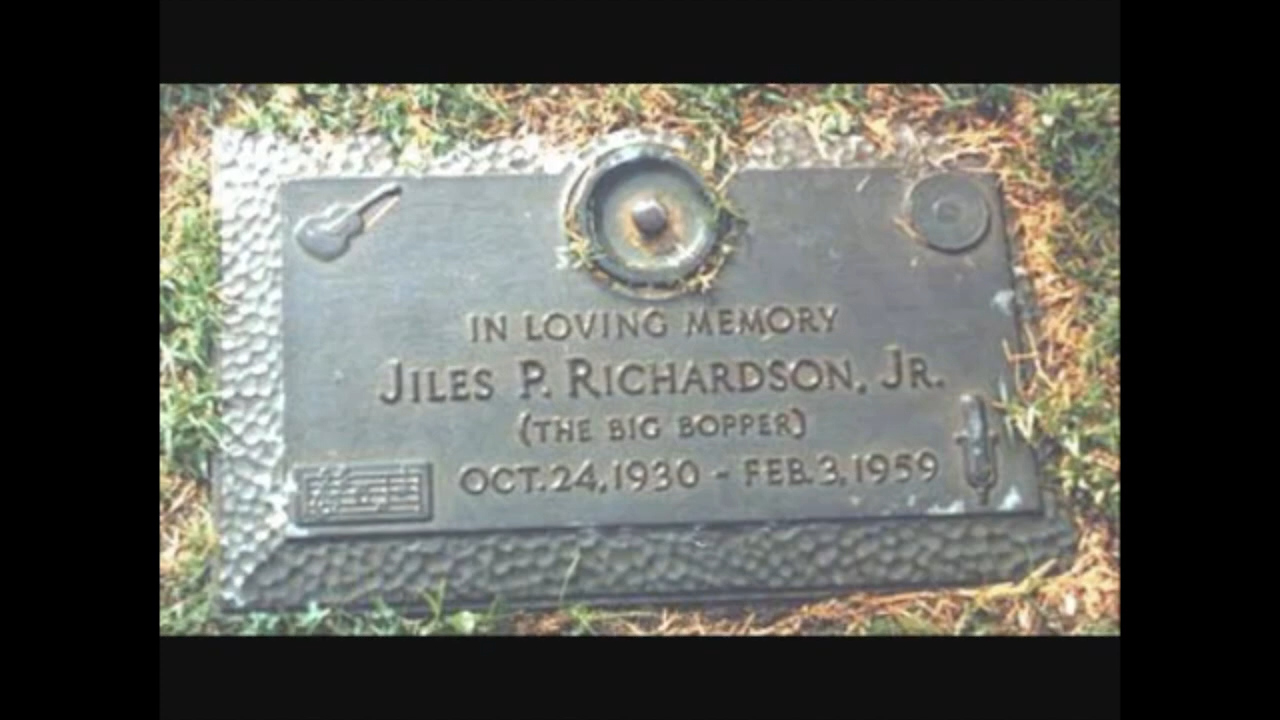 IN LOVING MEMORY
JILES P. RICHARDSON, JR.
(THE BIG BOPPER)
OCT. 24, 1930 - FEB. 3, 1959